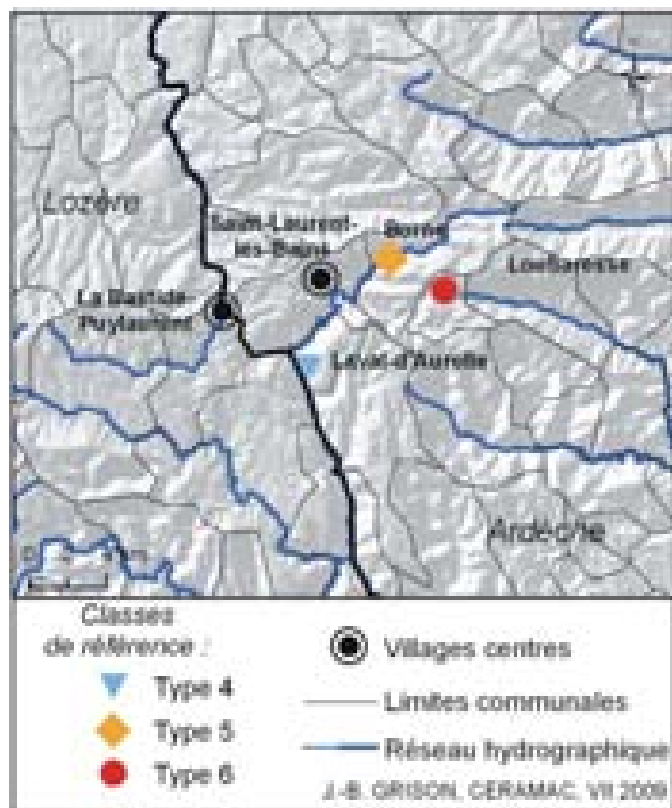 Lozère
Saint-Laurent-
les-Bains
Borne
Loubaresse
La Bastide-
Puylaurent
Laval-d'Aurelle
Ardèche
Classes
de référence :
Type 4
Type 5
Type 6
Villages centres
Limites communales
Réseau hydrographique
J.-B. GRISON, CERAMAC, VII 2008